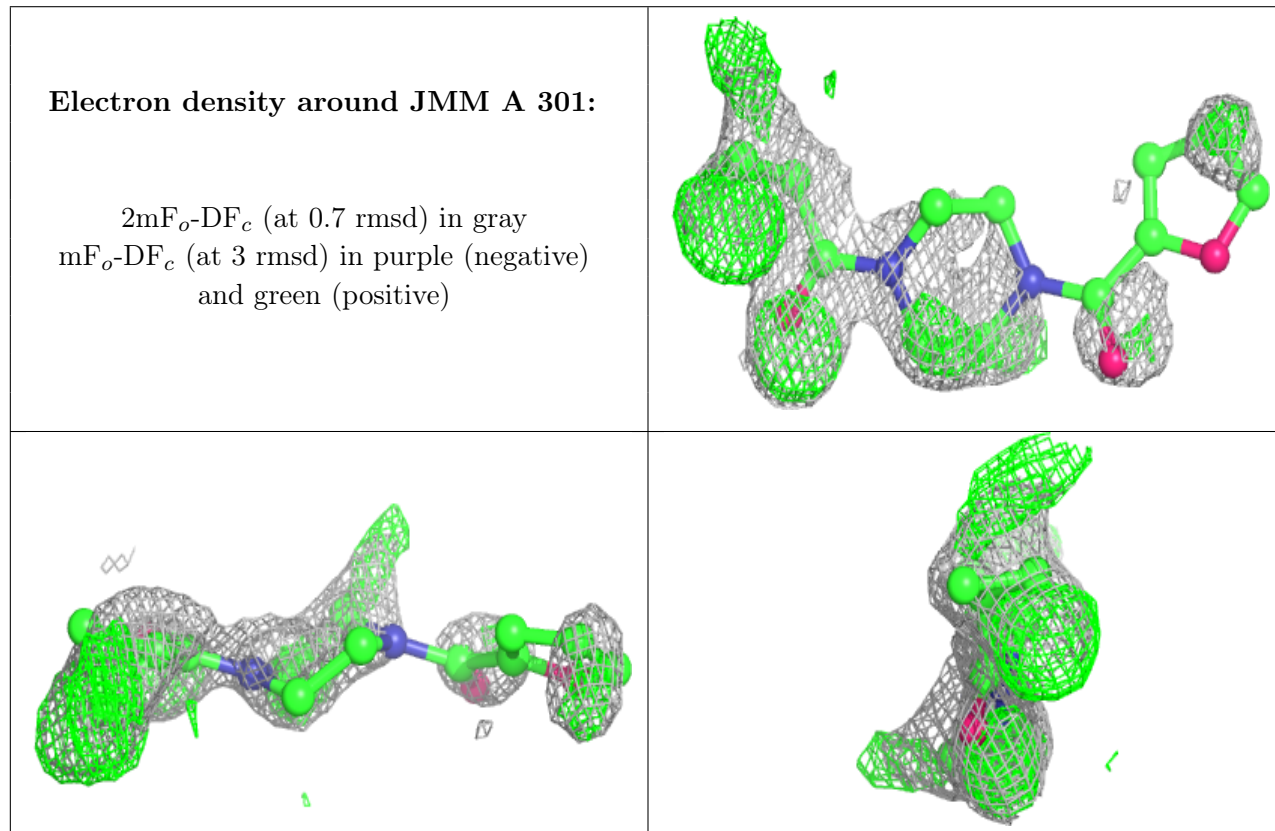 Electron density around JMM A 301:
2mFo-DFc (at 0.7 rmsd) in gray
mFo-DFc (at 3 rmsd) in purple (negative)
and green (positive)